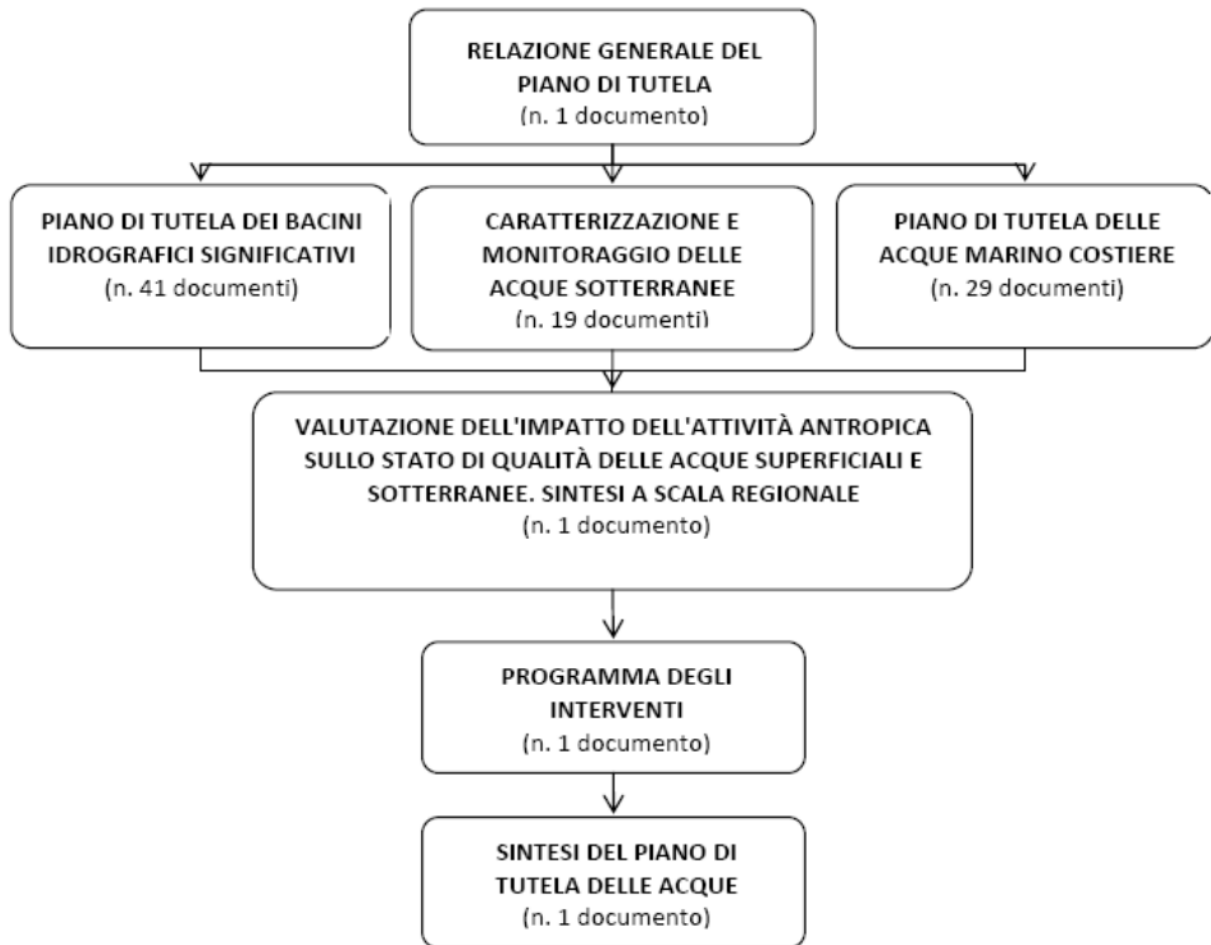 RELAZIONE GENERALE DEL
PIANO DI TUTELA
(n. 1 documento)
PIANO DI TUTELA DEI BACINI
IDROGRAFICI SIGNIFICATIVI
(n. 41 documenti)
CARATTERIZZAZIONE E
MONITORAGGIO DELLE
ACQUE SOTTERRANEE
(n. 19 documenti)
PIANO DI TUTELA DELLE
ACQUE MARINO COSTIERE
(n. 29 documenti)
VALUTAZIONE DELL'IMPATTO DELL'ATTIVITÀ ANTROPICA
SULLO STATO DI QUALITÀ DELLE ACQUE SUPERFICIALI E
SOTTERRANEE. SINTESI A SCALA REGIONALE
(n. 1 documento)
PROGRAMMA DEGLI
INTERVENTI
(n. 1 documento)
SINTESI DEL PIANO DI
TUTELA DELLE ACQUE
(n. 1 documento)